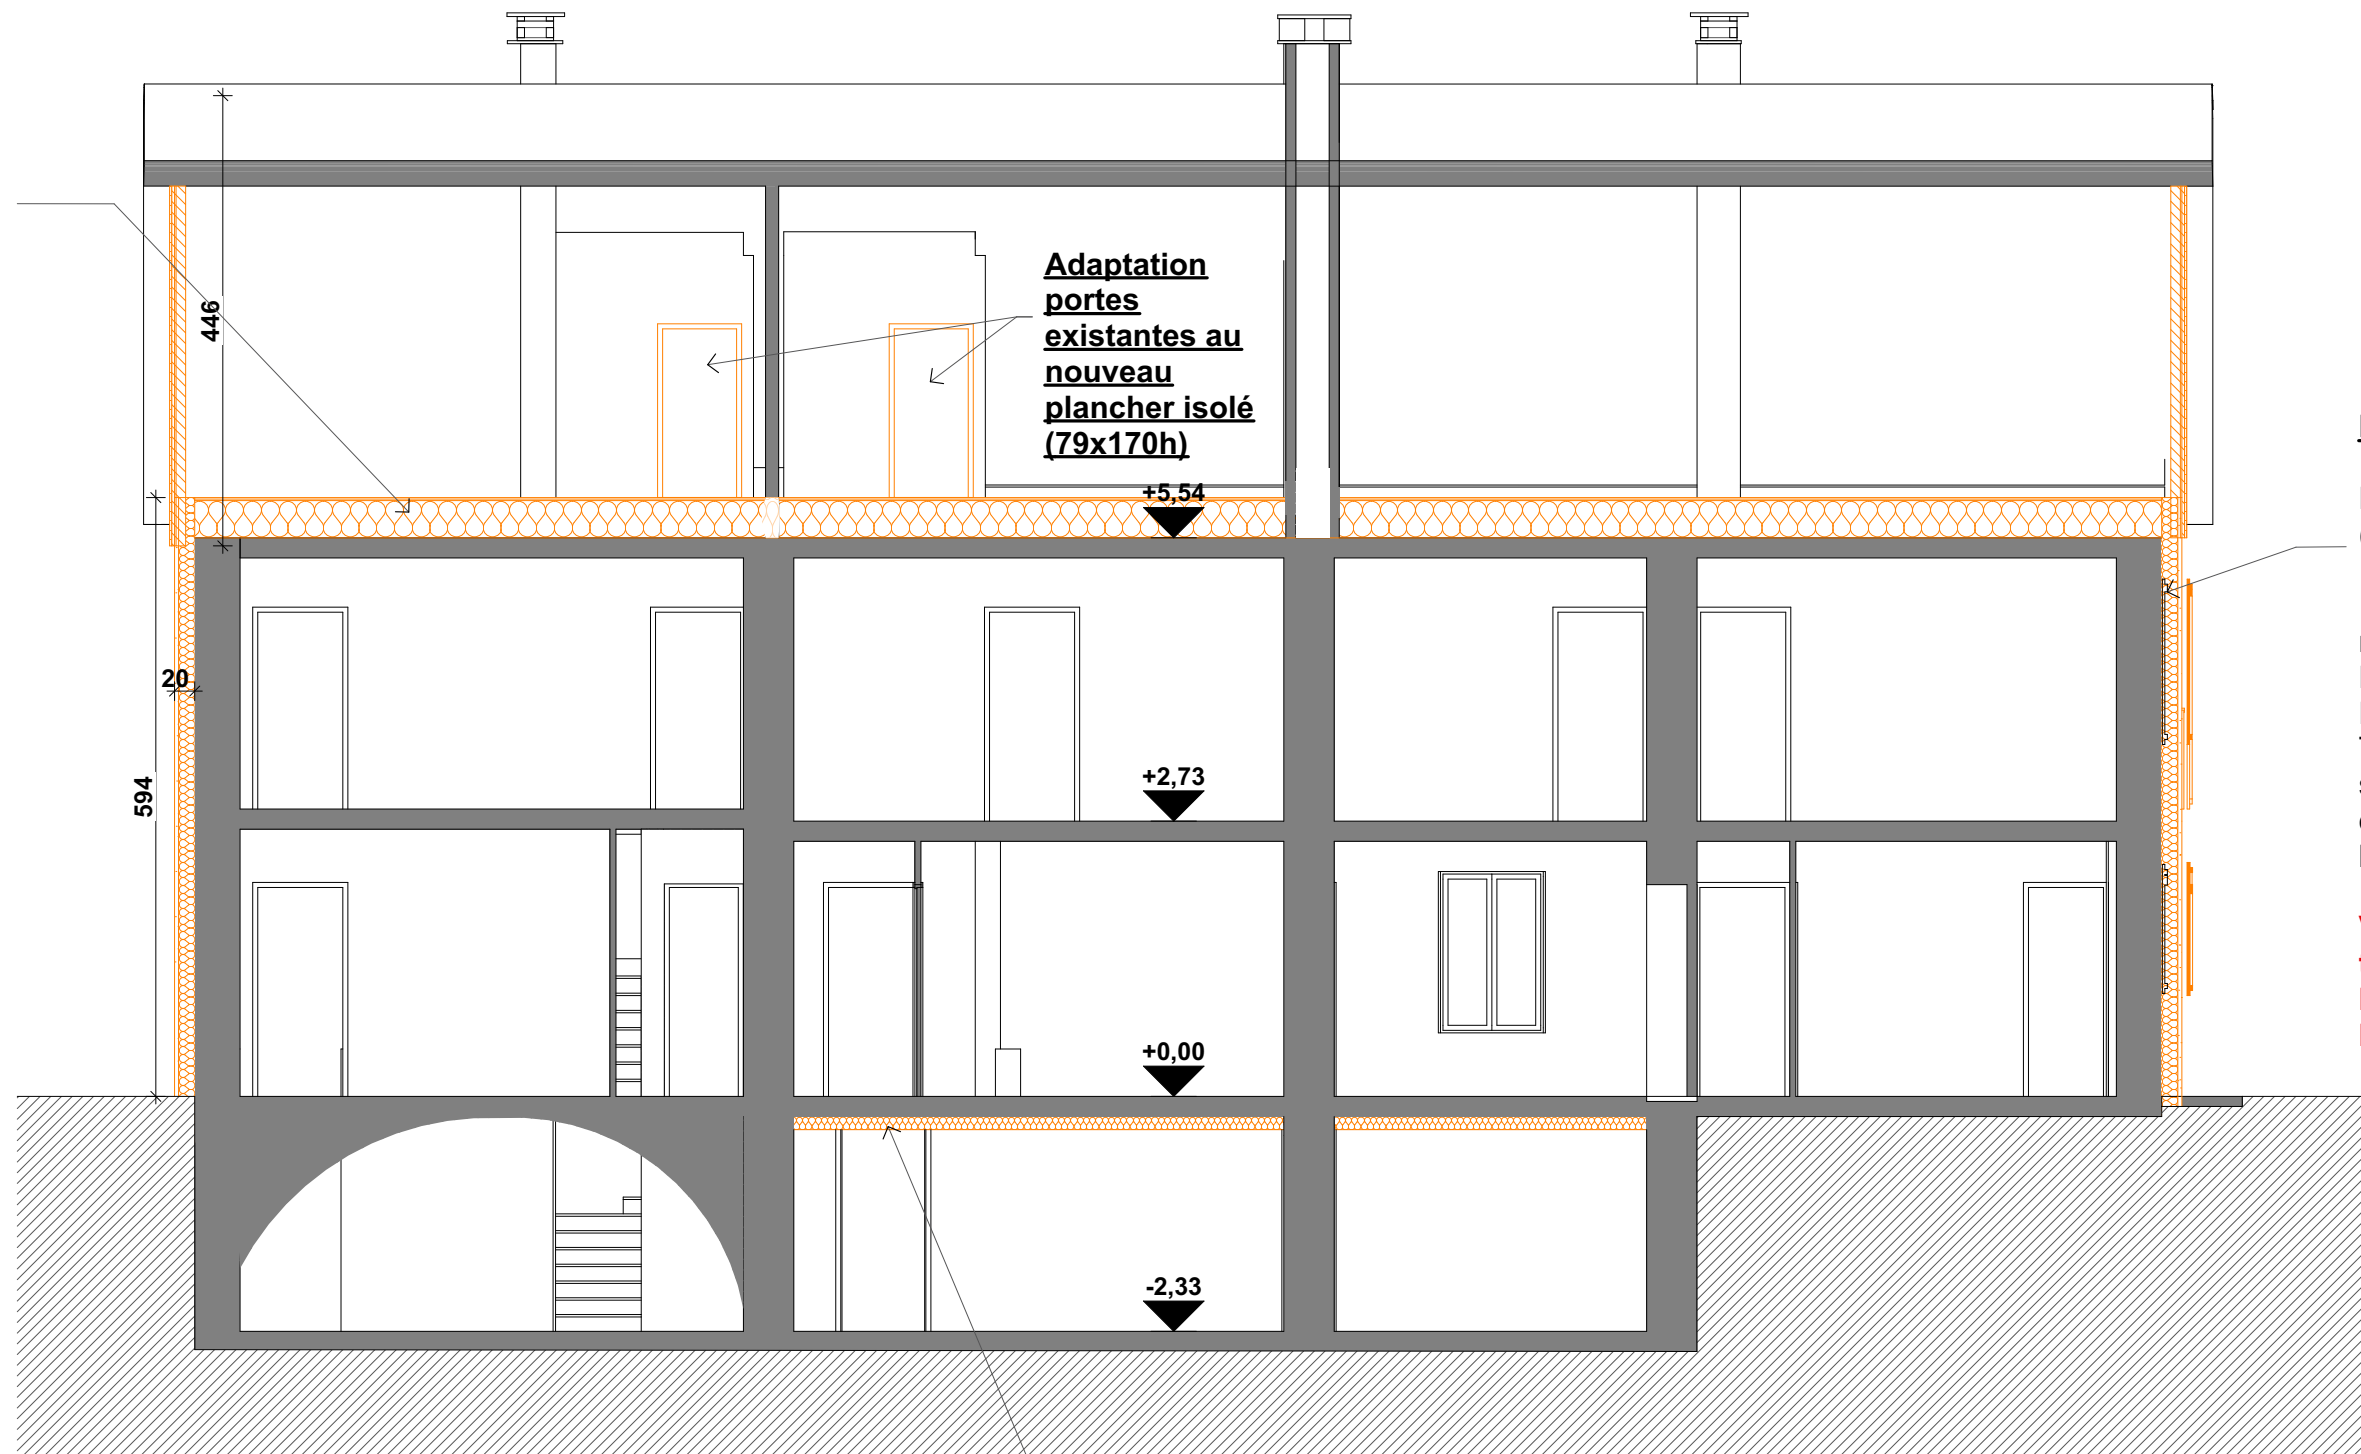 446
Adaptation
portes
existantes au
nouveau
plancher isolé
(79x170h)
+5,54
20
+2,73
594
+0,00
-2,33